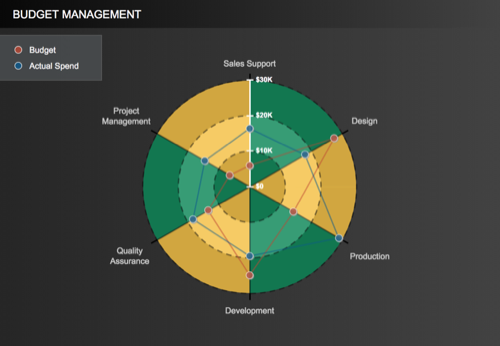 BUDGET MANAGEMENT
Budget
Actual Spend
Sales Support
$30K
Project
Management
$20K
Design
$10K
$0
Quality
Assurance
Production
Development